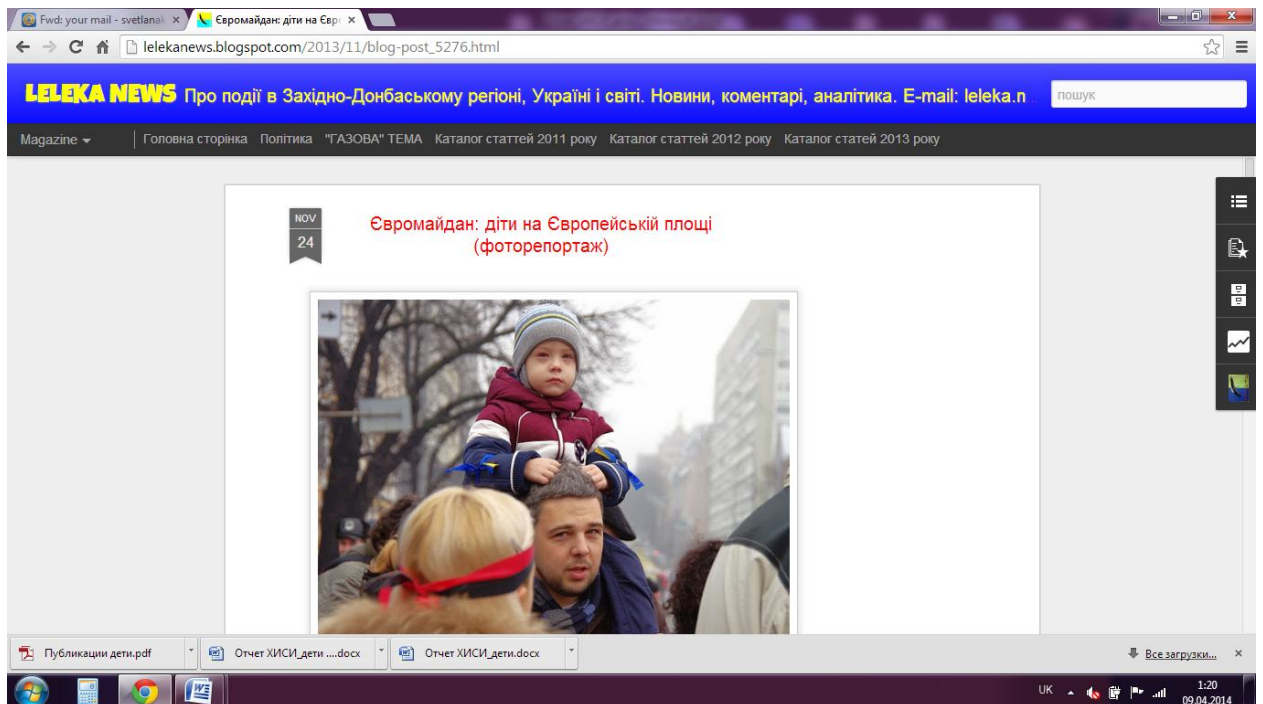 Fwd: your mail - svetlanak
Євромайдан: діти на Євро
lelekanews.blogspot.com/2013/11/blog-post_5276.html
LELEKA NEWS Про події в Західно-Донбаському регіоні, Україні і світі. Новини, коментарі, аналітика. E-mail: leleka.n
пошук
Magazine
Головна сторінка Політика "ГАЗОВА" ТЕМА Каталог статтей 2011 року Каталог статтей 2012 року Каталог статей 2013 року
NOV
24
Євромайдан: діти на Європейській площі
(фоторепортаж)
Публикации дети.pdf
Отчет ХИСИ_дети ....docx
Отчет ХИСИ_дети.docx
Все загрузки...
UK
1:20
09.04.2014